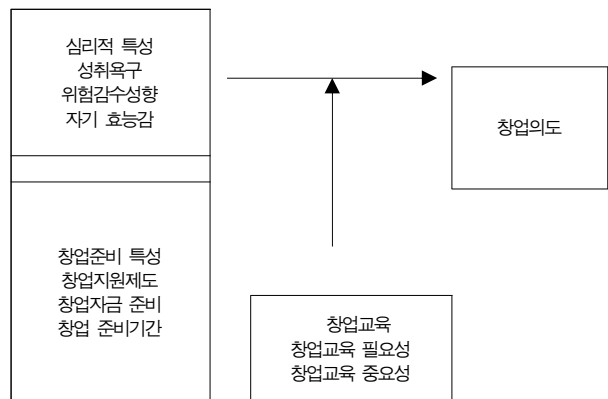 심리적 특성
성취욕구
위험감수성향
자기 효능감
창업의도
창업준비 특성
창업지원제도
창업자금 준비
창업 준비기간
창업교육
창업교육 필요성
창업교육 중요성